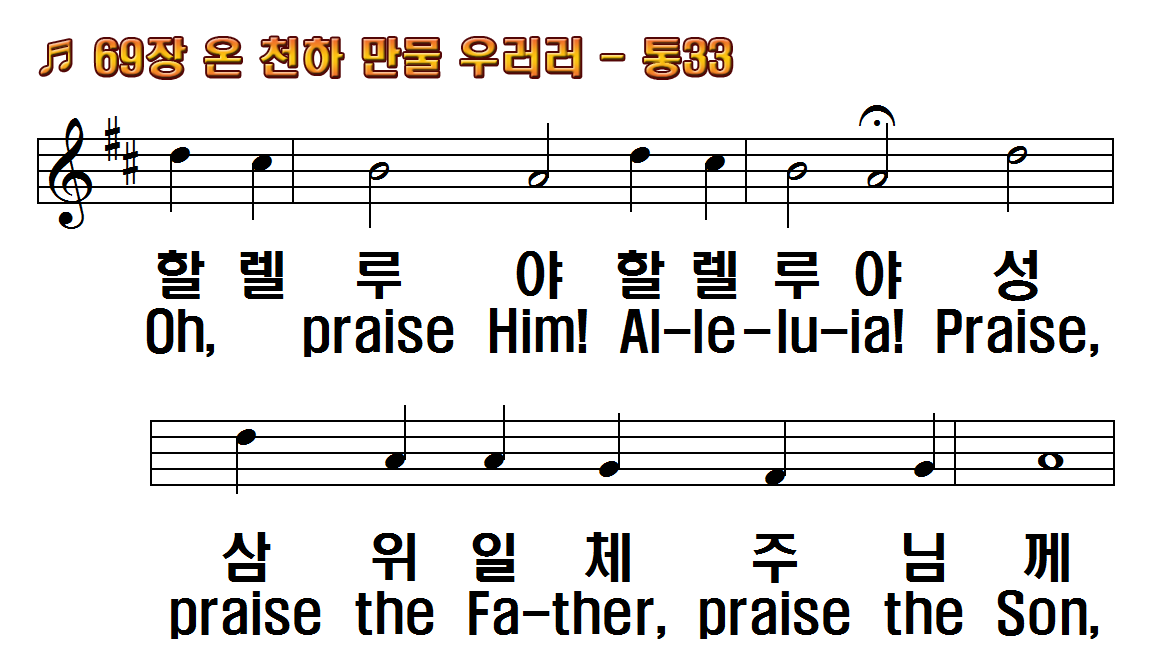 ♬ 69장 온 천하 만물 우러러 - 통33
할 렐 루 야 할 렐 루 야 성
Oh, praise Him! Al-le-lu-ia! Praise,
삼 위 일 체 주 님 께
praise the Fa-ther, praise the Son,